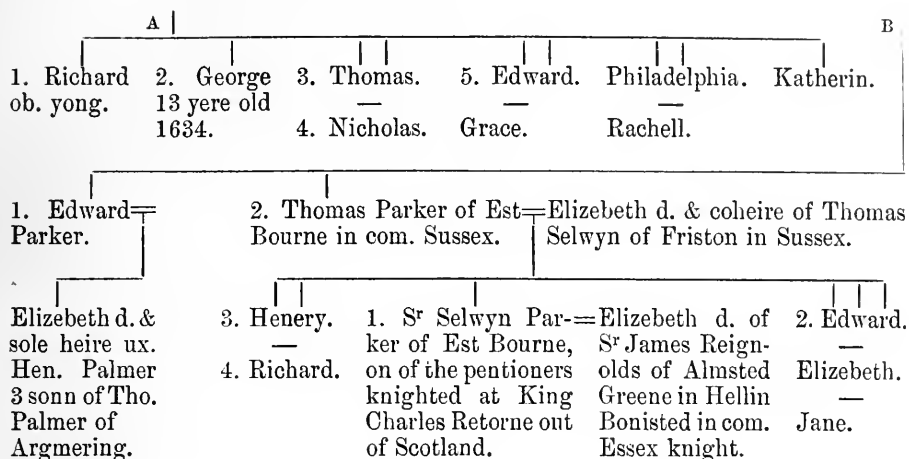 A B
1. Richard 2. George 3. Thomas. 5. Edward. Philadelphia. Katherin.
ob. yong. 13 yere old — — —
1634. 4. Nicholas. Grace. Rachell.
1. Edward= 2. Thomas Parker of Est=Elizebeth d. & coheire of Thomas
Parker. Bourne in com. Sussex. Selwyn of Friston in Sussex.
Elizebeth d. & 3. Henery. 1. Sʳ Selwyn Par-=Elizebeth d. of 2. Edward.
sole heire ux. — ker of Est Bourne, Sʳ James Reign- —
Hen. Palmer 4. Richard. on of the pentioners olds of Almsted Elizebeth.
3 sonn of Tho. knighted at King Greene in Hellin —
Palmer of Charles Retorne out Bonisted in com. Jane.
Argmering. of Scotland. Essex knight.